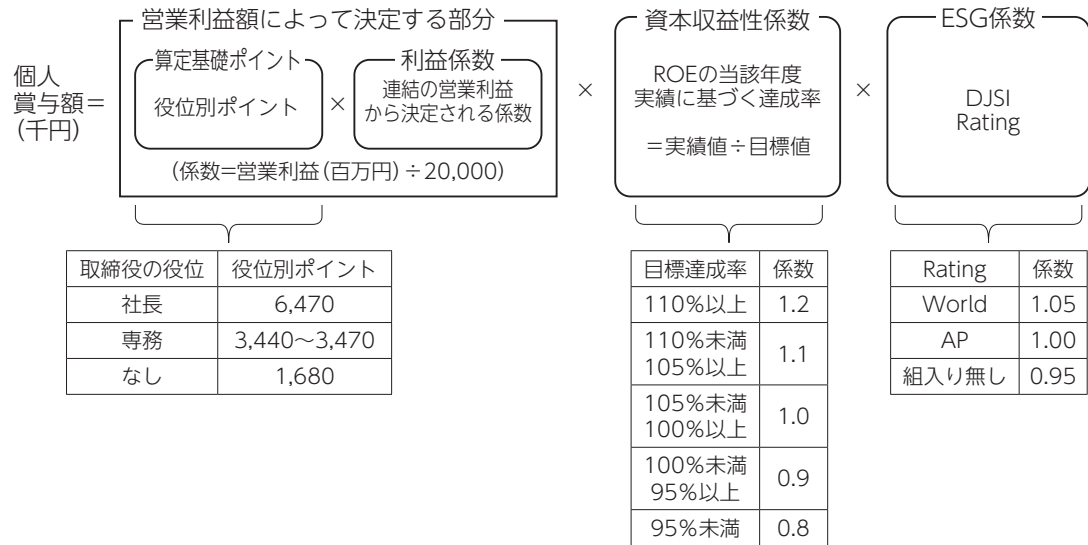 個人
賞与額＝
(千円)
営業利益額によって決定する部分
算定基礎ポイント
役位別ポイント
×
利益係数
連結の営業利益
から決定される係数
(係数=営業利益(百万円)÷20,000)
×
資本収益性係数
ROEの当該年度
実績に基づく達成率
＝実績値÷目標値
×
ESG係数
DJSI
Rating
取締役の役位 役位別ポイント
社長 6,470
専務 3,440～3,470
なし 1,680
目標達成率 係数
110%以上 1.2
110%未満
105%以上 1.1
105%未満
100%以上 1.0
100%未満
95%以上 0.9
95%未満 0.8
Rating 係数
World 1.05
AP 1.00
組入り無し 0.95